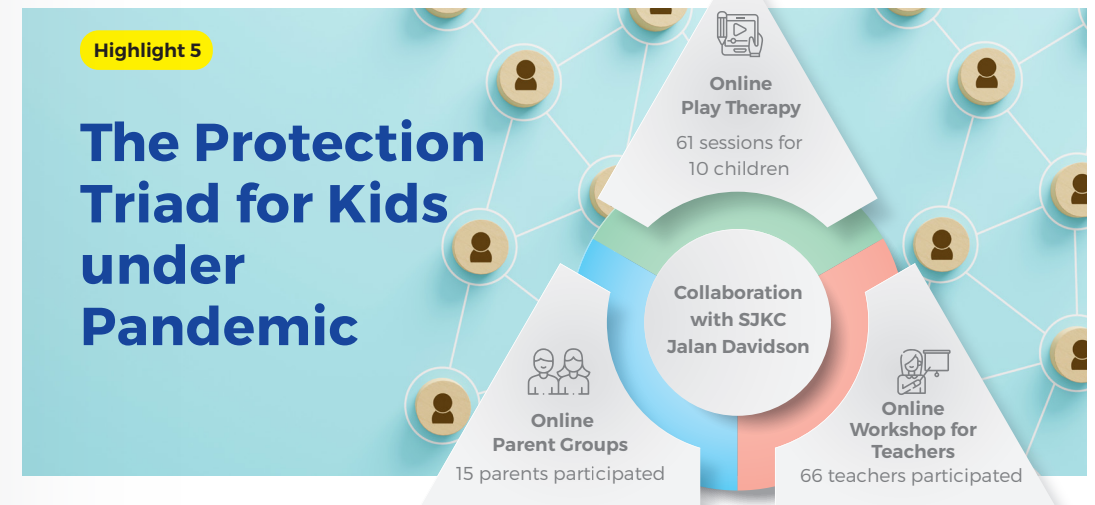 Highlight 5
The Protection
Triad for Kids
under
Pandemic
Online
Play Therapy
61 sessions for
10 children
Collaboration
with SJKC
Jalan Davidson
Online
Parent Groups
15 parents participated
Online
Workshop for
Teachers
66 teachers participated